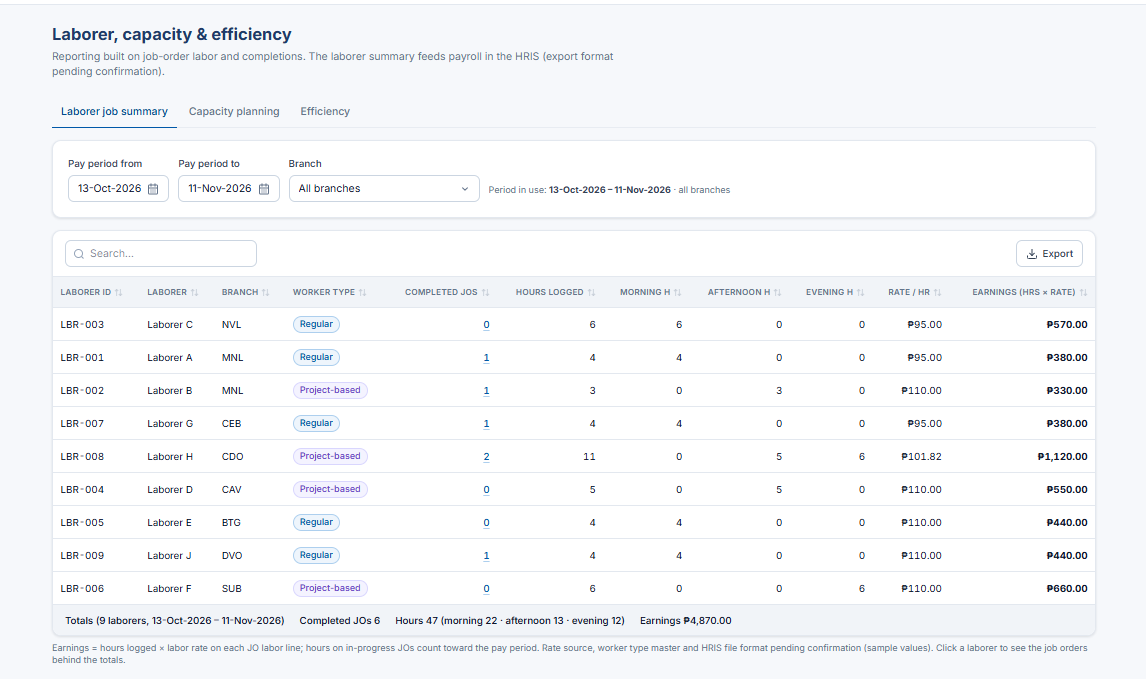 Laborer, capacity & efficiency
Reporting built on job-order labor and completions. The laborer summary feeds payroll in the HRIS (export format
pending confirmation).
Laborer job summary Capacity planning Efficiency
Pay period from Pay period to Branch
13-Oct-2026 11-Nov-2026 All branches Period in use: 13-Oct-2026 – 11-Nov-2026 · all branches
Search... Export
LABORER ID LABORER BRANCH WORKER TYPE COMPLETED JOS HOURS LOGGED MORNING H AFTERNOON H EVENING H RATE / HR EARNINGS (HRS × RATE)
LBR-003 Laborer C NVL Regular 0 6 6 0 0 ₱95.00 ₱570.00
LBR-001 Laborer A MNL Regular 1 4 4 0 0 ₱95.00 ₱380.00
LBR-002 Laborer B MNL Project-based 1 3 0 3 0 ₱110.00 ₱330.00
LBR-007 Laborer G CEB Regular 1 4 4 0 0 ₱95.00 ₱380.00
LBR-008 Laborer H CDO Project-based 2 11 0 5 6 ₱101.82 ₱1,120.00
LBR-004 Laborer D CAV Project-based 0 5 0 5 0 ₱110.00 ₱550.00
LBR-005 Laborer E BTG Regular 0 4 4 0 0 ₱110.00 ₱440.00
LBR-009 Laborer J DVO Regular 1 4 4 0 0 ₱110.00 ₱440.00
LBR-006 Laborer F SUB Project-based 0 6 0 0 6 ₱110.00 ₱660.00
Totals (9 laborers, 13-Oct-2026 – 11-Nov-2026) Completed JOs 6 Hours 47 (morning 22 · afternoon 13 · evening 12) Earnings ₱4,870.00
Earnings = hours logged × labor rate on each JO labor line; hours on in-progress JOs count toward the pay period. Rate source, worker type master and HRIS file format pending confirmation (sample values). Click a laborer to see the job orders
behind the totals.